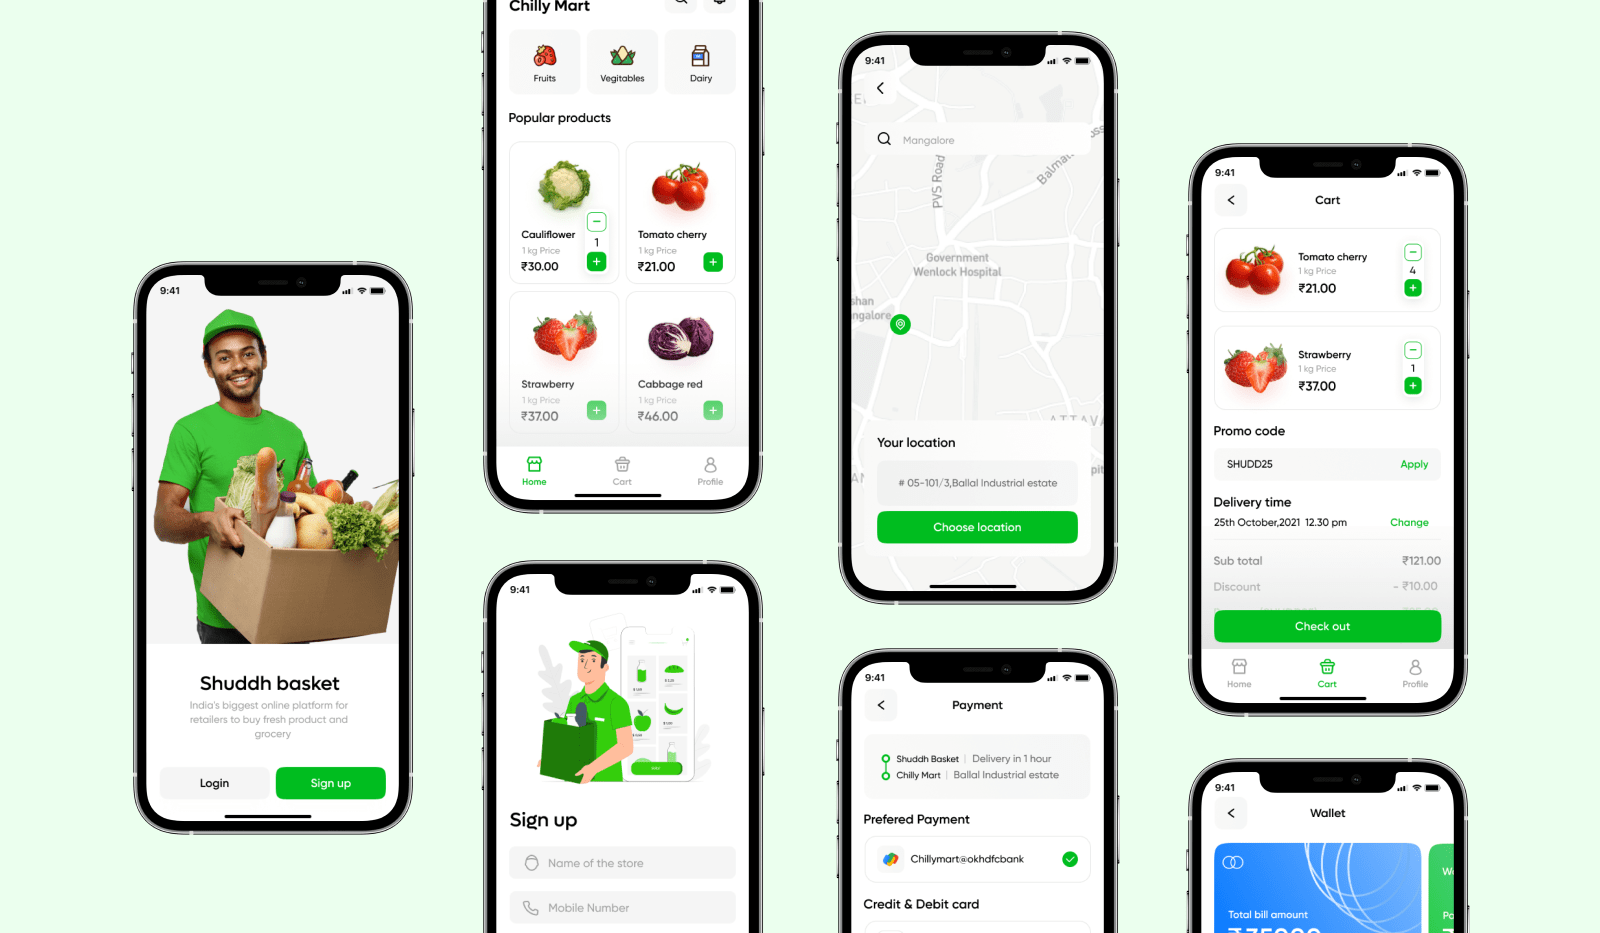 9:41
Shuddh basket
India's biggest online platform for
retailers to buy fresh product and
grocery
Login
Sign up
Chilly Mart
Fruits
Vegitables
Dairy
Popular products
Cauliflower
1 kg Price
₹30.00
1
Tomato cherry
1 kg Price
₹21.00
Strawberry
1 kg Price
₹37.00
Cabbage red
1 kg Price
₹46.00
Home
Cart
Profile
9:41
Sign up
Name of the store
Mobile Number
9:41
Mangalore
PVS Road
Government
Wenlock Hospital
Your location
# 05-101/3,Ballal Industrial estate
Choose location
9:41
Payment
Shuddh Basket | Delivery in 1 hour
Chilly Mart | Ballal Industrial estate
Prefered Payment
Chillymart@okhdfcbank
Credit & Debit card
9:41
Cart
Tomato cherry
1 kg Price
₹21.00
4
Strawberry
1 kg Price
₹37.00
1
Promo code
SHUDD25
Apply
Delivery time
25th October,2021 12.30 pm
Change
Sub total
₹121.00
Discount
- ₹10.00
Check out
Home
Cart
Profile
9:41
Wallet
Total bill amount